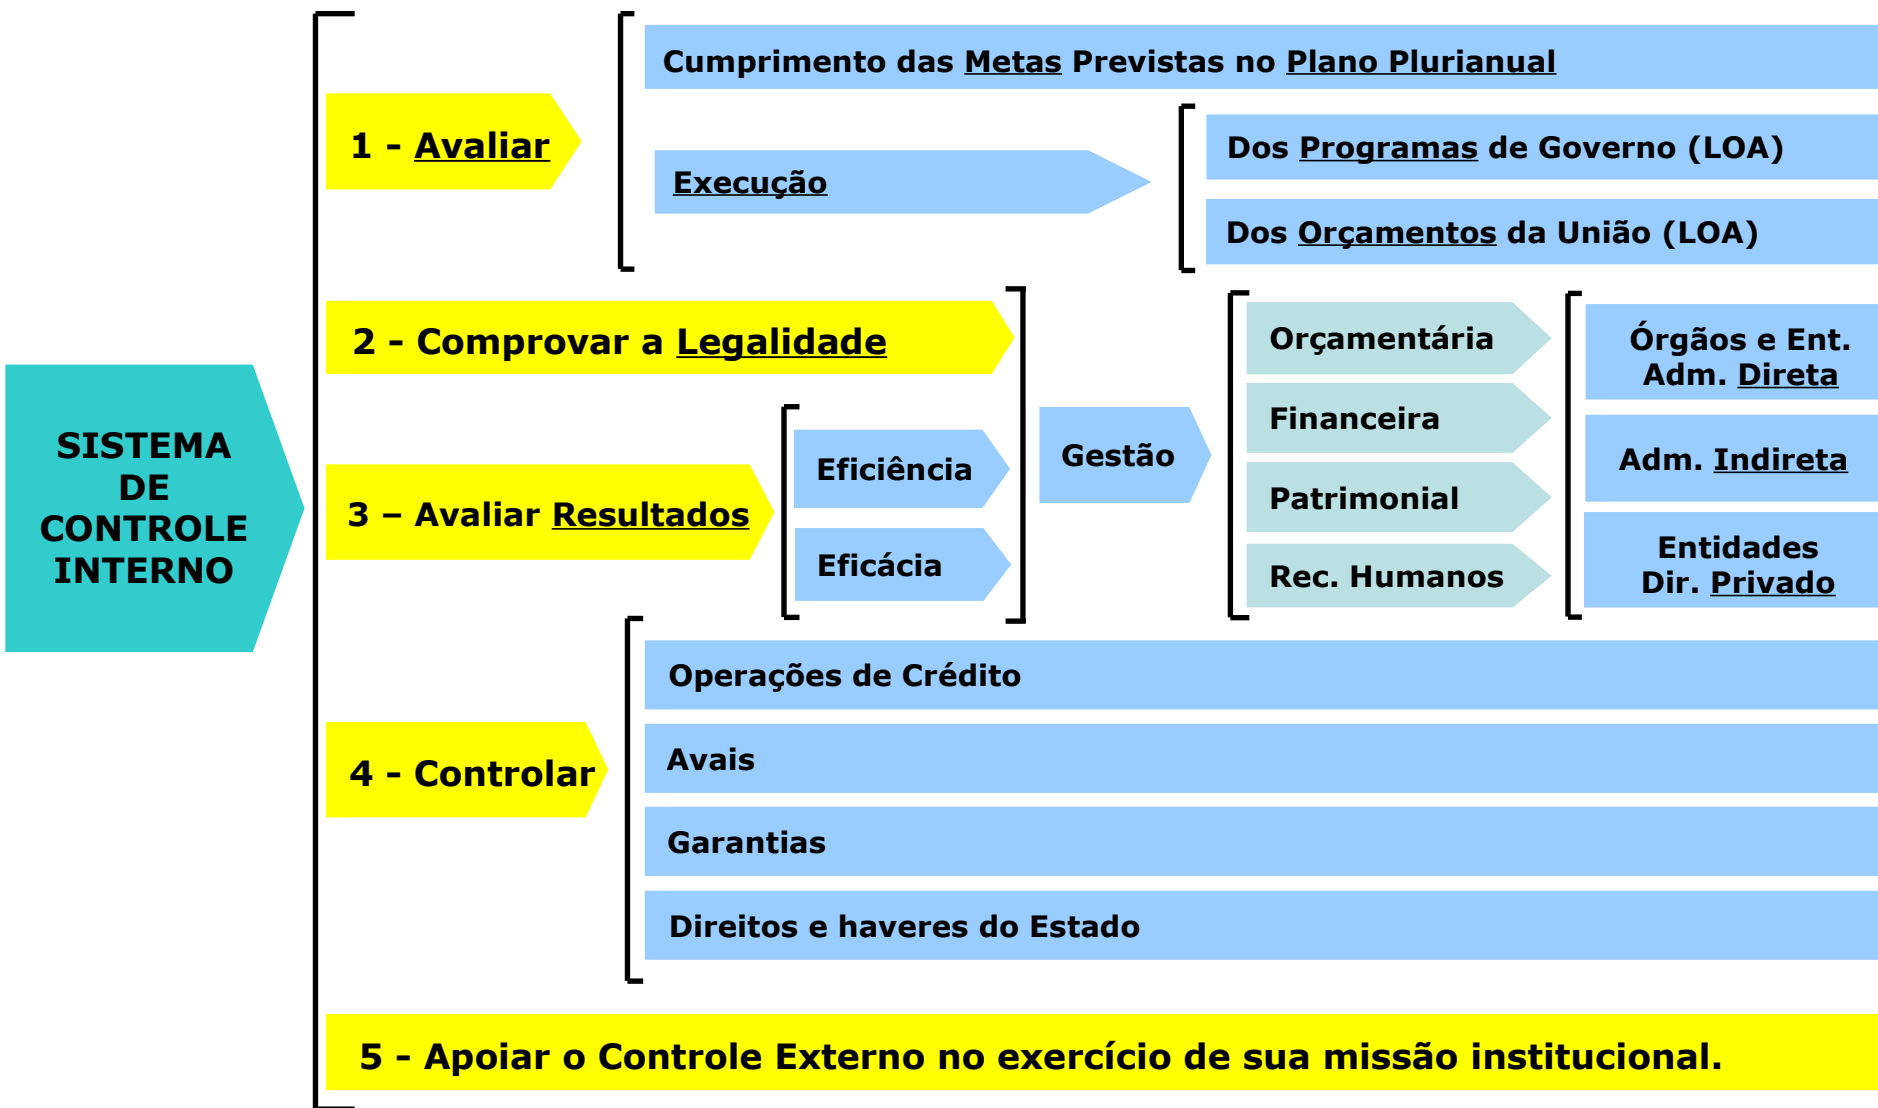 SISTEMA
DE
CONTROLE
INTERNO
1 - Avaliar
Cumprimento das Metas Previstas no Plano Plurianual
Execução
Dos Programas de Governo (LOA)
Dos Orçamentos da União (LOA)
2 - Comprovar a Legalidade
3 – Avaliar Resultados
Eficiência
Eficácia
Gestão
Orçamentária
Financeira
Patrimonial
Rec. Humanos
Órgãos e Ent.
Adm. Direta
Adm. Indireta
Entidades
Dir. Privado
4 - Controlar
Operações de Crédito
Avais
Garantias
Direitos e haveres do Estado
5 - Apoiar o Controle Externo no exercício de sua missão institucional.